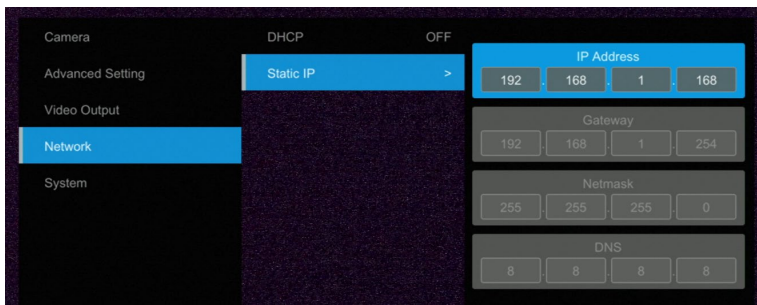 Camera
Advanced Setting
Video Output
Network
System
DHCP OFF
Static IP >
IP Address
192 . 168 . 1 . 168
Gateway
192 . 168 . 1 . 254
Netmask
255 . 255 . 255 . 0
DNS
8 . 8 . 8 . 8